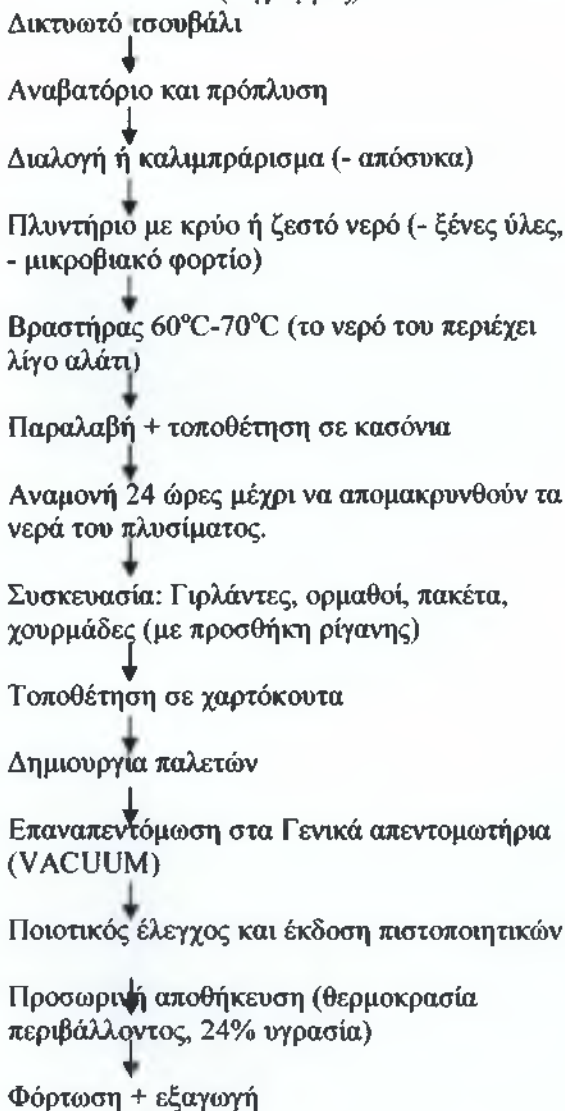 Δικτυωτό τσουβάλι
Αναβατόριο και πρόπλυση
Διαλογή ή καλιμπράρισμα (- απόσυκα)
Πλυντήριο με κρύο ή ζεστό νερό (- ξένες ύλες,
- μικροβιακό φορτίο)
Βραστήρας 60°C-70°C (το νερό του περιέχει
λίγο αλάτι)
Παραλαβή + τοποθέτηση σε κασόνια
Αναμονή 24 ώρες μέχρι να απομακρυνθούν τα
νερά του πλυσίματος.
Συσκευασία: Γιρλάντες, ορμαθοί, πακέτα,
χουρμάδες (με προσθήκη ρίγανης)
Τοποθέτηση σε χαρτόκουτα
Δημιουργία παλετών
Επαναπεντόμωση στα Γενικά απεντομωτήρια
(VACUUM)
Ποιοτικός έλεγχος και έκδοση πιστοποιητικών
Προσωρινή αποθήκευση (θερμοκρασία
περιβάλλοντος, 24% υγρασία)
Φόρτωση + εξαγωγή